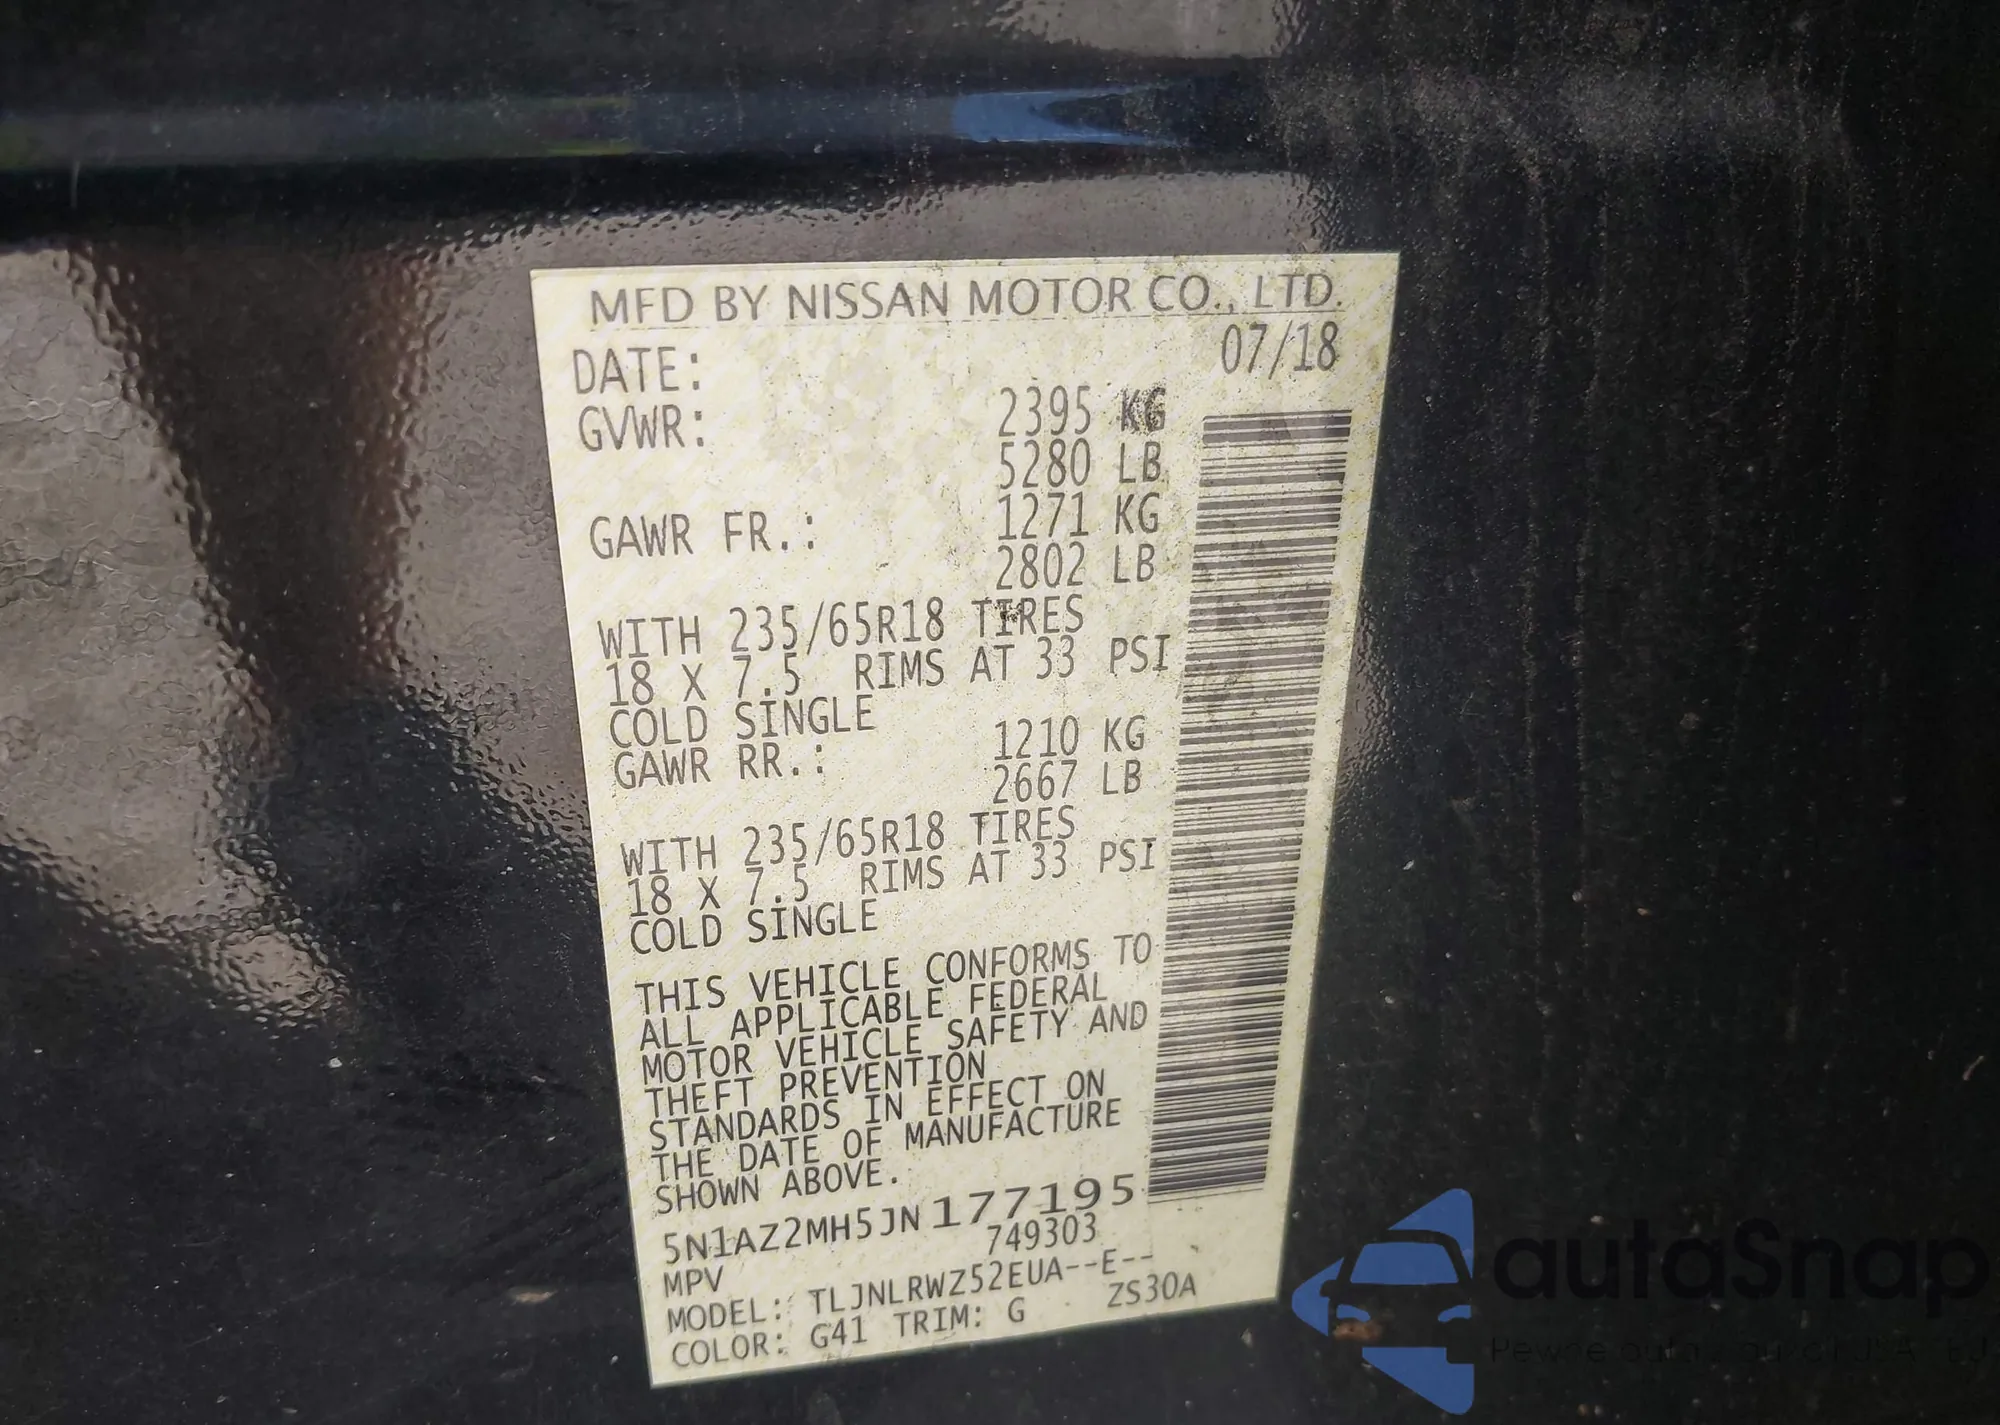 MFD BY NISSAN MOTOR CO., LTD.
DATE: 07/18
GVWR: 2395 KG
5280 LB
GAWR FR.: 1271 KG
2802 LB
WITH 235/65R18 TIRES
18 X 7.5 RIMS AT 33 PSI
COLD SINGLE
GAWR RR.: 1210 KG
2667 LB
WITH 235/65R18 TIRES
18 X 7.5 RIMS AT 33 PSI
COLD SINGLE
THIS VEHICLE CONFORMS TO
ALL APPLICABLE FEDERAL
MOTOR VEHICLE SAFETY AND
THEFT PREVENTION
STANDARDS IN EFFECT ON
THE DATE OF MANUFACTURE
SHOWN ABOVE.
5N1AZ2MH5JN177195
MPV 749303
MODEL: TLJNLRWZ52EUA--E--
COLOR: G41 TRIM: G ZS30A
autaSnap
auta